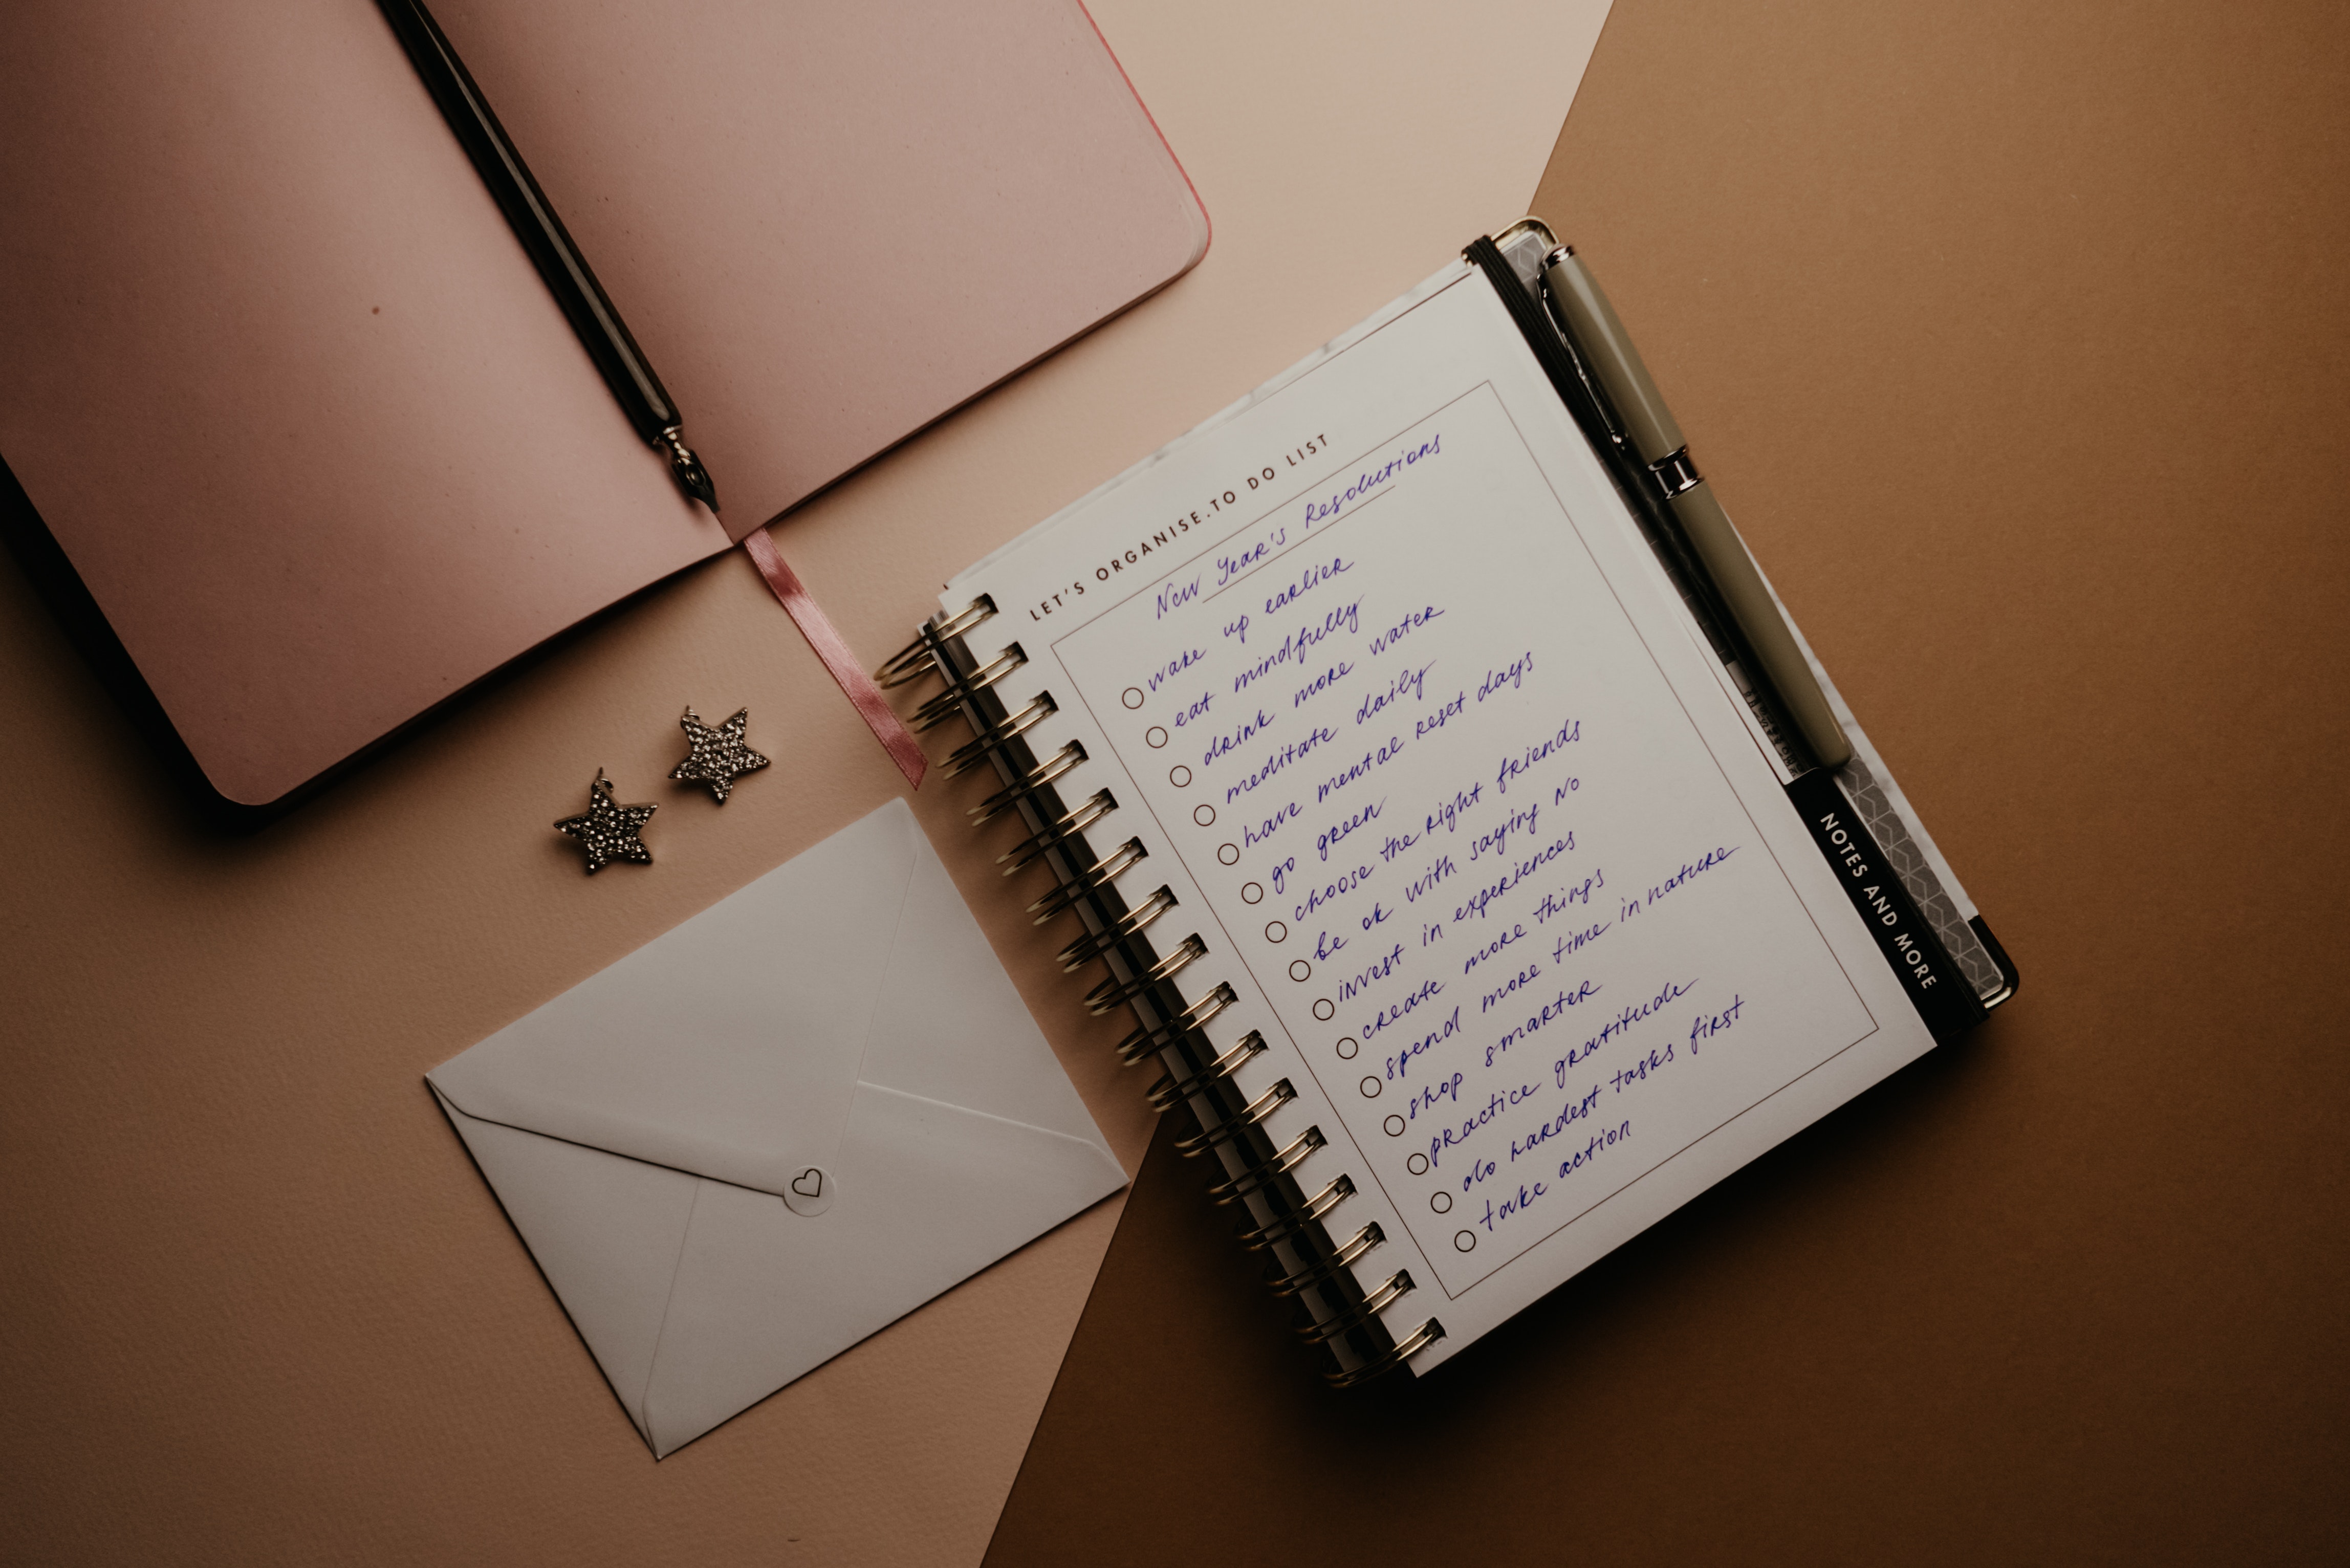 LET'S ORGANISE.TO DO LIST
New Year's Resolutions
wake up earlier
eat mindfully
drink more water
meditate daily
have mental reset days
go green
choose the right friends
be ok with saying no
invest in experiences
create more things
spend more time in nature
shop smarter
practice gratitude
do hardest tasks first
take action
NOTES AND MORE